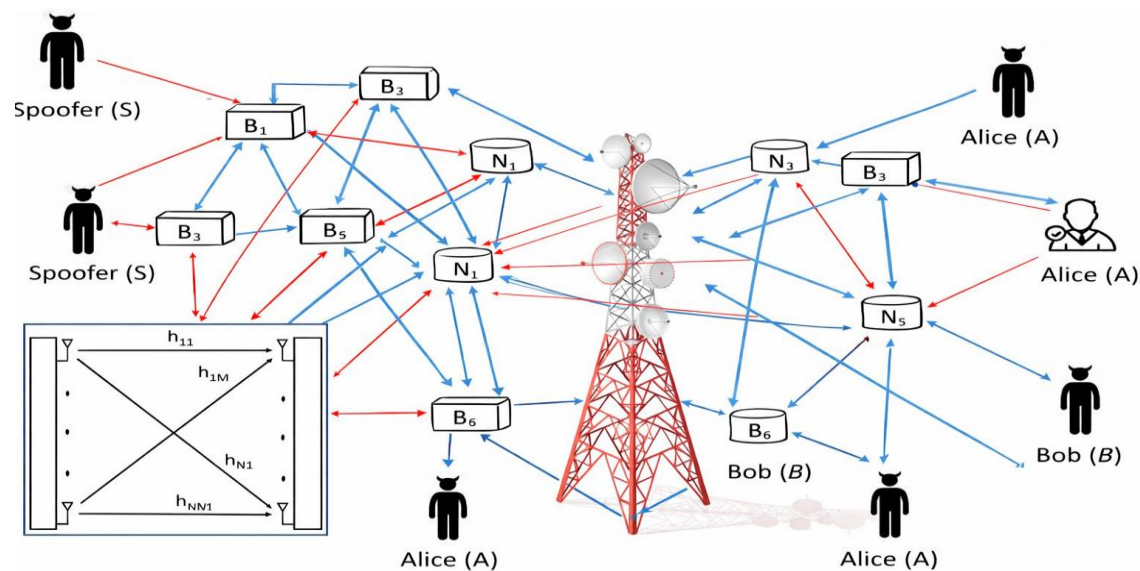 Spoofer (S)
B₁
B₃
N₁
N₃
B₃
Alice (A)
Spoofer (S)
B₃
B₅
N₁
Alice (A)
N₅
h₁₁
h₁M
hN1
hNN1
B₆
B₆
Bob (B)
Bob (B)
Alice (A)
Alice (A)